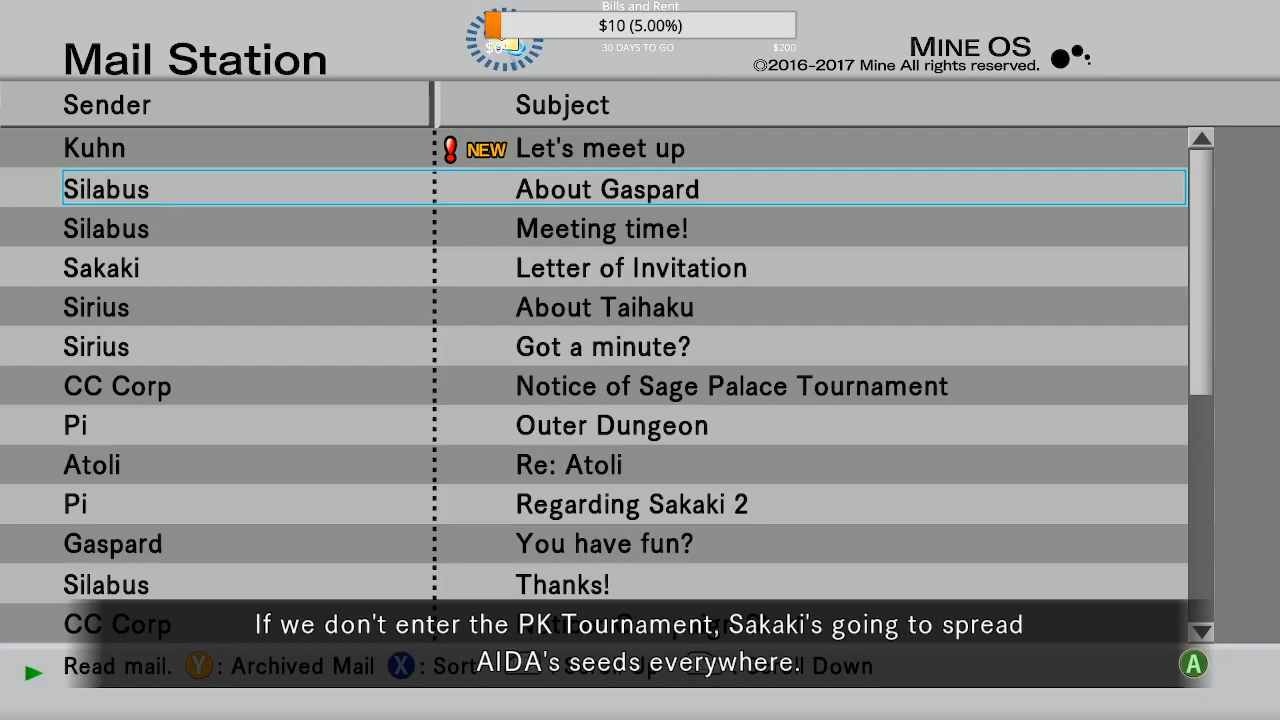 Bills and Rent
$10 (5.00%)
$0
30 DAYS TO GO
$200
Mail Station
MINE OS
©2016-2017 Mine All rights reserved.
Sender Subject
Kuhn NEW Let's meet up
Silabus About Gaspard
Silabus Meeting time!
Sakaki Letter of Invitation
Sirius About Taihaku
Sirius Got a minute?
CC Corp Notice of Sage Palace Tournament
Pi Outer Dungeon
Atoli Re: Atoli
Pi Regarding Sakaki 2
Gaspard You have fun?
Silabus Thanks!
CC Corp
If we don't enter the PK Tournament, Sakaki's going to spread
AIDA's seeds everywhere.
Read mail. Y: Archived Mail X: Sort : Scroll Up : Scroll Down
A